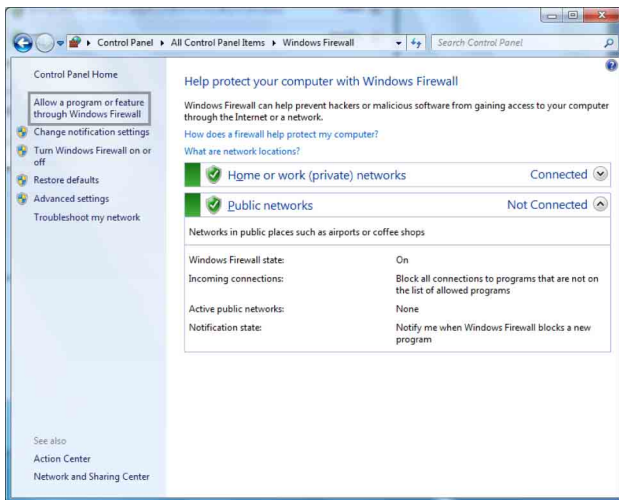 Control Panel ▸ All Control Panel Items ▸ Windows Firewall
Search Control Panel
Control Panel Home
Allow a program or feature
through Windows Firewall
Change notification settings
Turn Windows Firewall on or
off
Restore defaults
Advanced settings
Troubleshoot my network
See also
Action Center
Network and Sharing Center
Help protect your computer with Windows Firewall
Windows Firewall can help prevent hackers or malicious software from gaining access to your computer
through the Internet or a network.
How does a firewall help protect my computer?
What are network locations?
Home or work (private) networks Connected
Public networks Not Connected
Networks in public places such as airports or coffee shops
Windows Firewall state: On
Incoming connections: Block all connections to programs that are not on
the list of allowed programs
Active public networks: None
Notification state: Notify me when Windows Firewall blocks a new
program